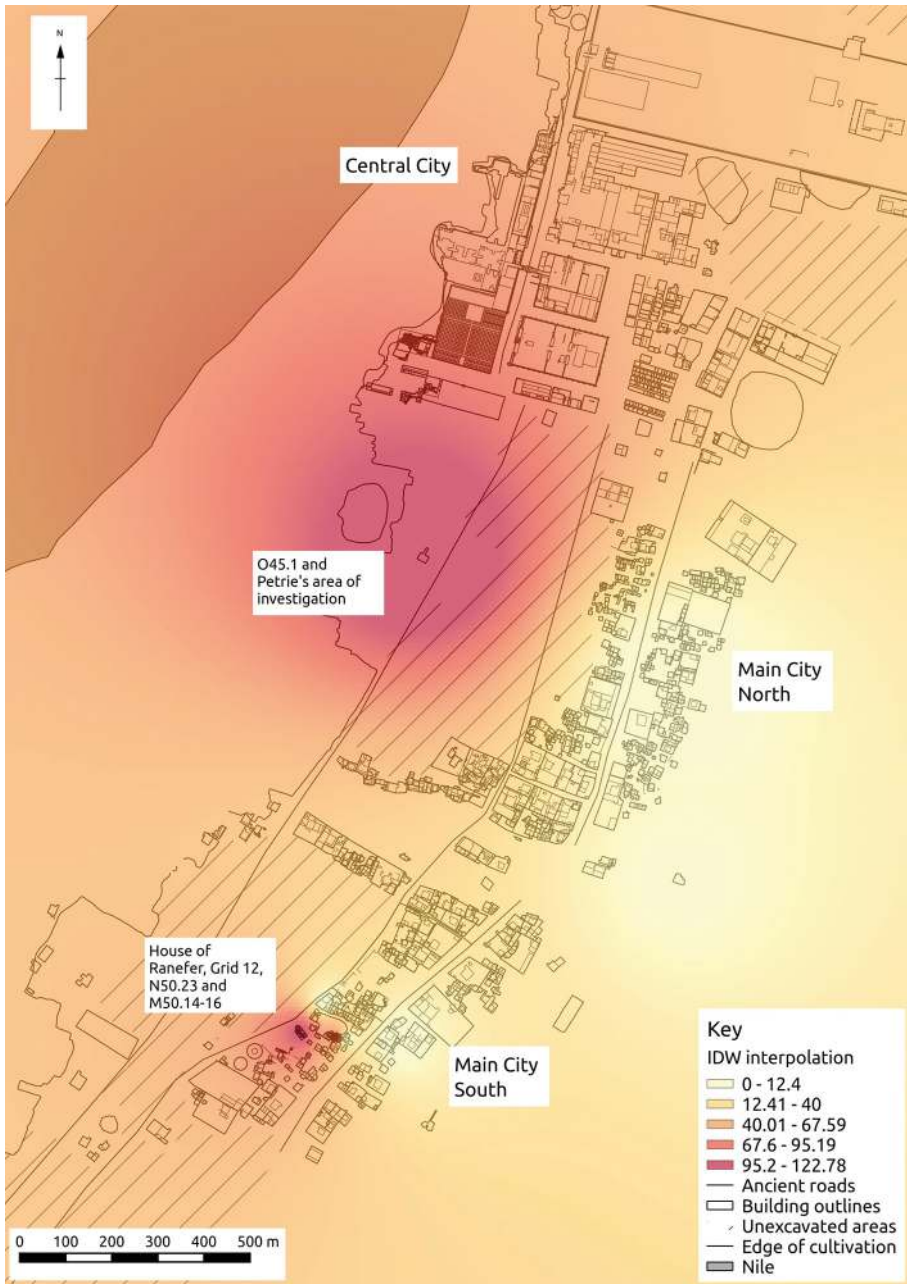 N
Central City
O45.1 and
Petrie's area of
investigation
Main City
North
House of
Ranefer, Grid 12,
N50.23 and
M50.14-16
Main City
South
Key
IDW interpolation
0 - 12.4
12.41 - 40
40.01 - 67.59
67.6 - 95.19
95.2 - 122.78
Ancient roads
Building outlines
Unexcavated areas
Edge of cultivation
Nile
0 100 200 300 400 500 m